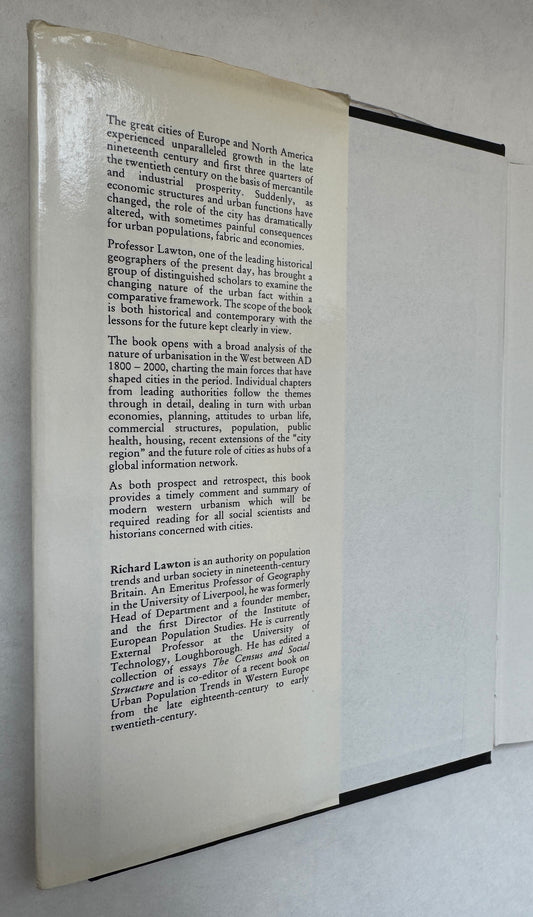 The great cities of Europe and North America
experienced unparalleled growth in the late
nineteenth century and first three quarters of
the twentieth century on the basis of mercantile
and industrial prosperity. Suddenly, as
economic structures and urban functions have
changed, the role of the city has dramatically
altered, with sometimes painful consequences
for urban populations, fabric and economies.
Professor Lawton, one of the leading historical
geographers of the present day, has brought a
group of distinguished scholars to examine the
changing nature of the urban fact within a
comparative framework. The scope of the book
is both historical and contemporary with the
lessons for the future kept clearly in view.
The book opens with a broad analysis of the
nature of urbanisation in the West between AD
1800 – 2000, charting the main forces that have
shaped cities in the period. Individual chapters
from leading authorities follow the themes
through in detail, dealing in turn with urban
economies, planning, attitudes to urban life,
commercial structures, population, public
health, housing, recent extensions of the "city
region" and the future role of cities as hubs of a
global information network.
As both prospect and retrospect, this book
provides a timely comment and summary of
modern western urbanism which will be
required reading for all social scientists and
historians concerned with cities.
Richard Lawton is an authority on population
trends and urban society in nineteenth-century
Britain. An Emeritus Professor of Geography
in the University of Liverpool, he was formerly
Head of Department and a founder member,
and the first Director of the Institute of
European Population Studies. He is currently
External Professor at the University of
Technology, Loughborough. He has edited a
collection of essays The Census and Social
Structure and is co-editor of a recent book on
Urban Population Trends in Western Europe
from the late eighteenth-century to early
twentieth-century.